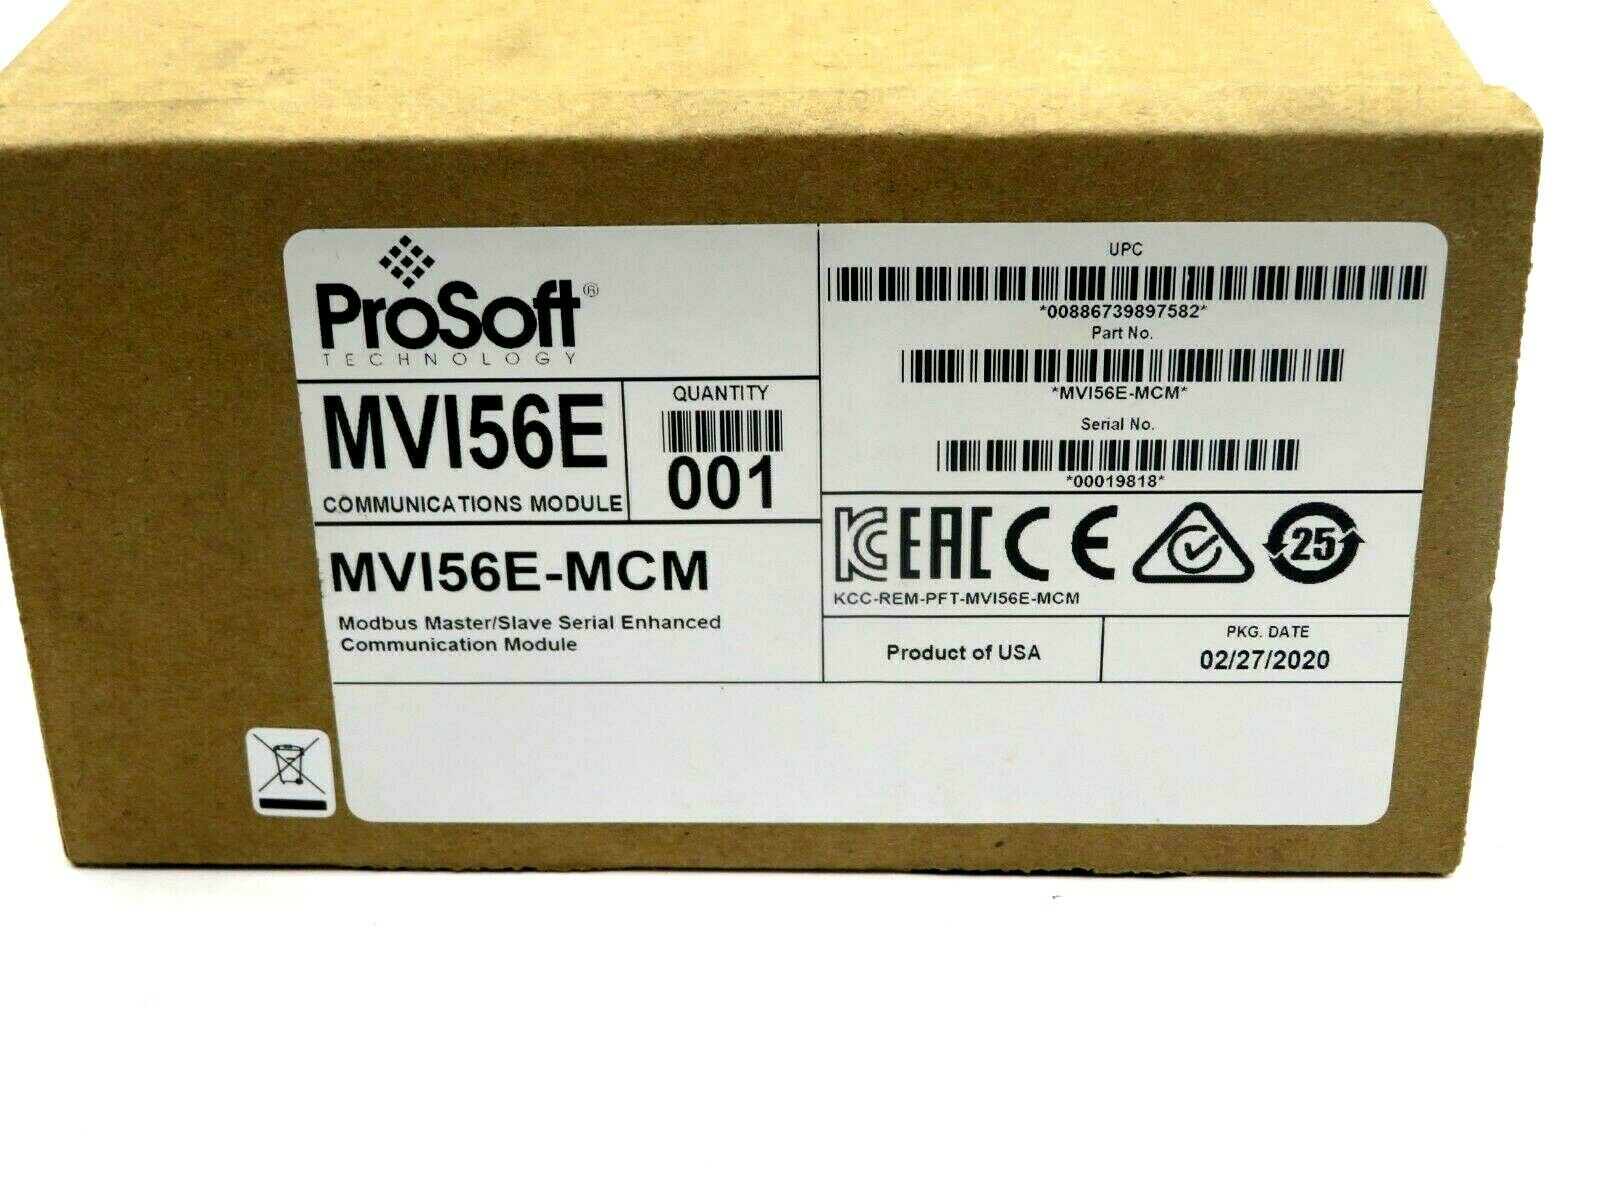 ProSoft®
TECHNOLOGY
MVI56E
COMMUNICATIONS MODULE
QUANTITY
001
MVI56E-MCM
Modbus Master/Slave Serial Enhanced
Communication Module
UPC
*00886739897582*
Part No.
*MVI56E-MCM*
Serial No.
*00019818*
KC EAC CE 25
KCC-REM-PFT-MVI56E-MCM
Product of USA
PKG. DATE
02/27/2020